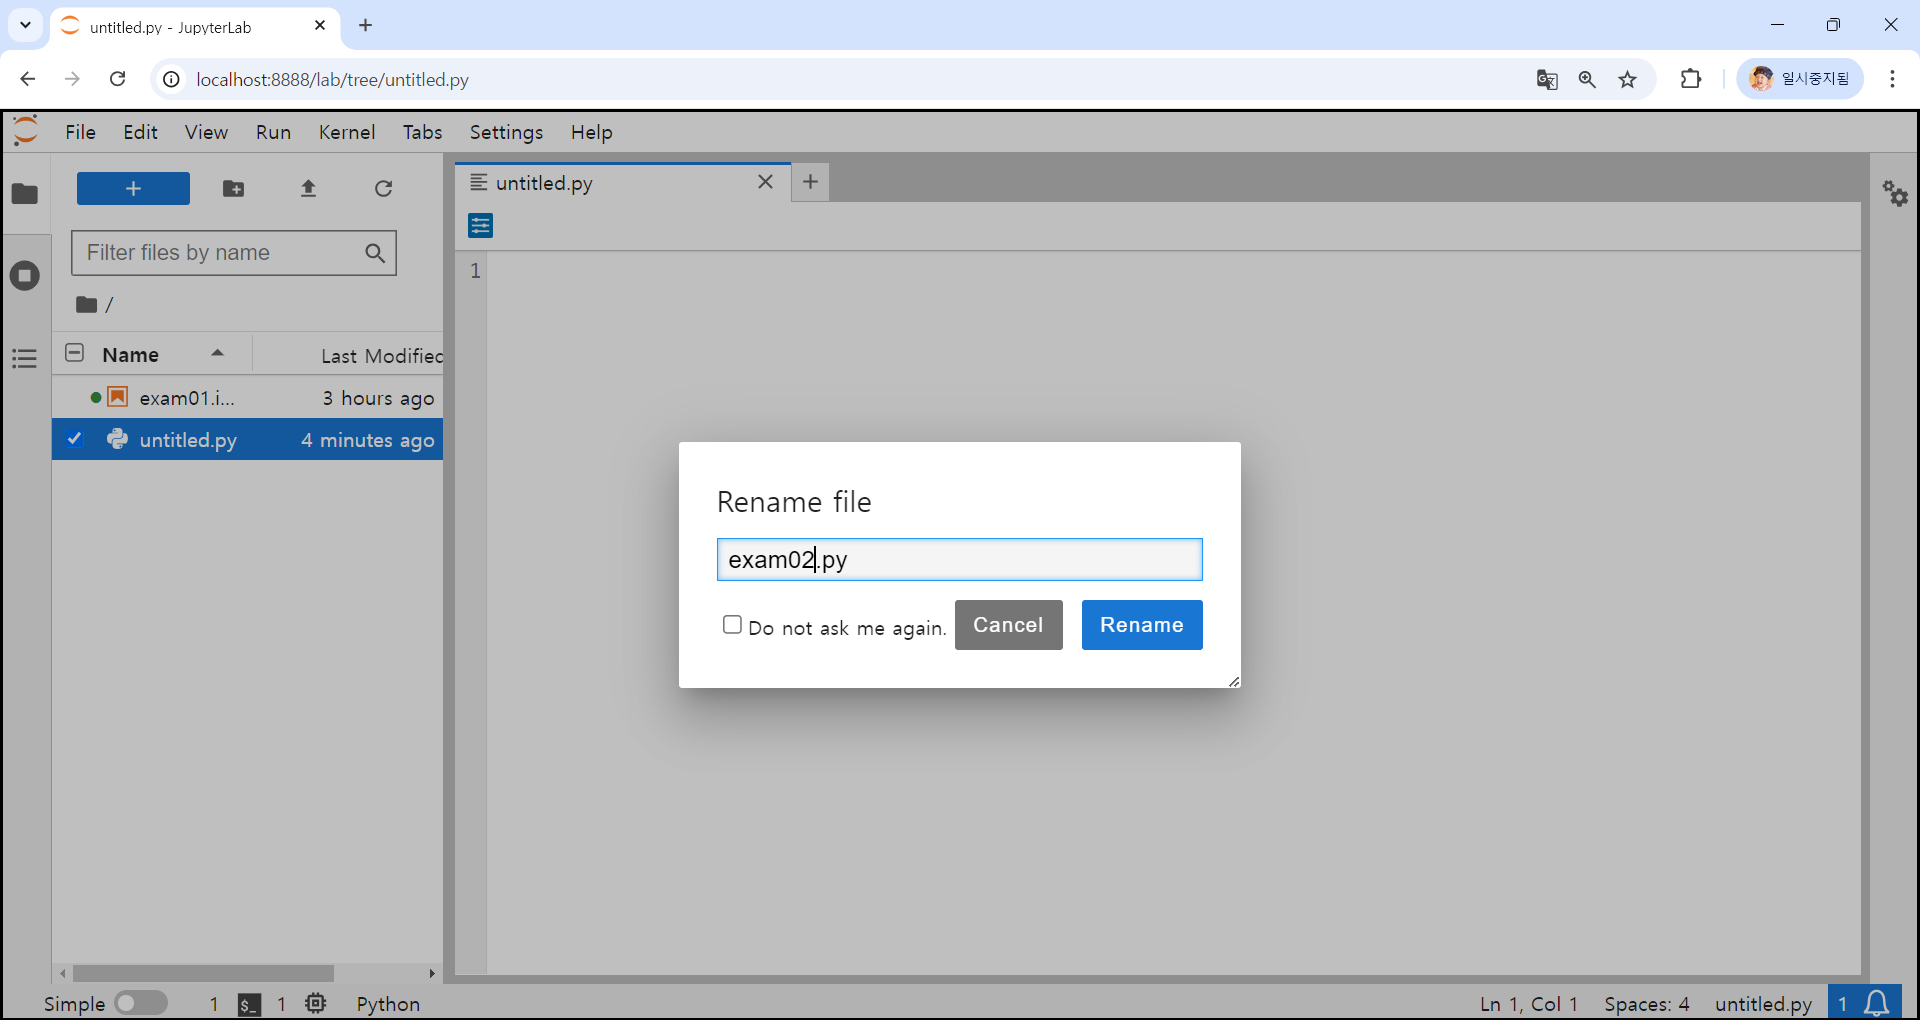 untitled.py - JupyterLab
localhost:8888/lab/tree/untitled.py
일시중지됨
File Edit View Run Kernel Tabs Settings Help
untitled.py
Filter files by name
/
1
Name Last Modified
exam01.i... 3 hours ago
untitled.py 4 minutes ago
Rename file
exam02.py
Do not ask me again. Cancel Rename
Simple 1 $_ 1 Python Ln 1, Col 1 Spaces: 4 untitled.py 1